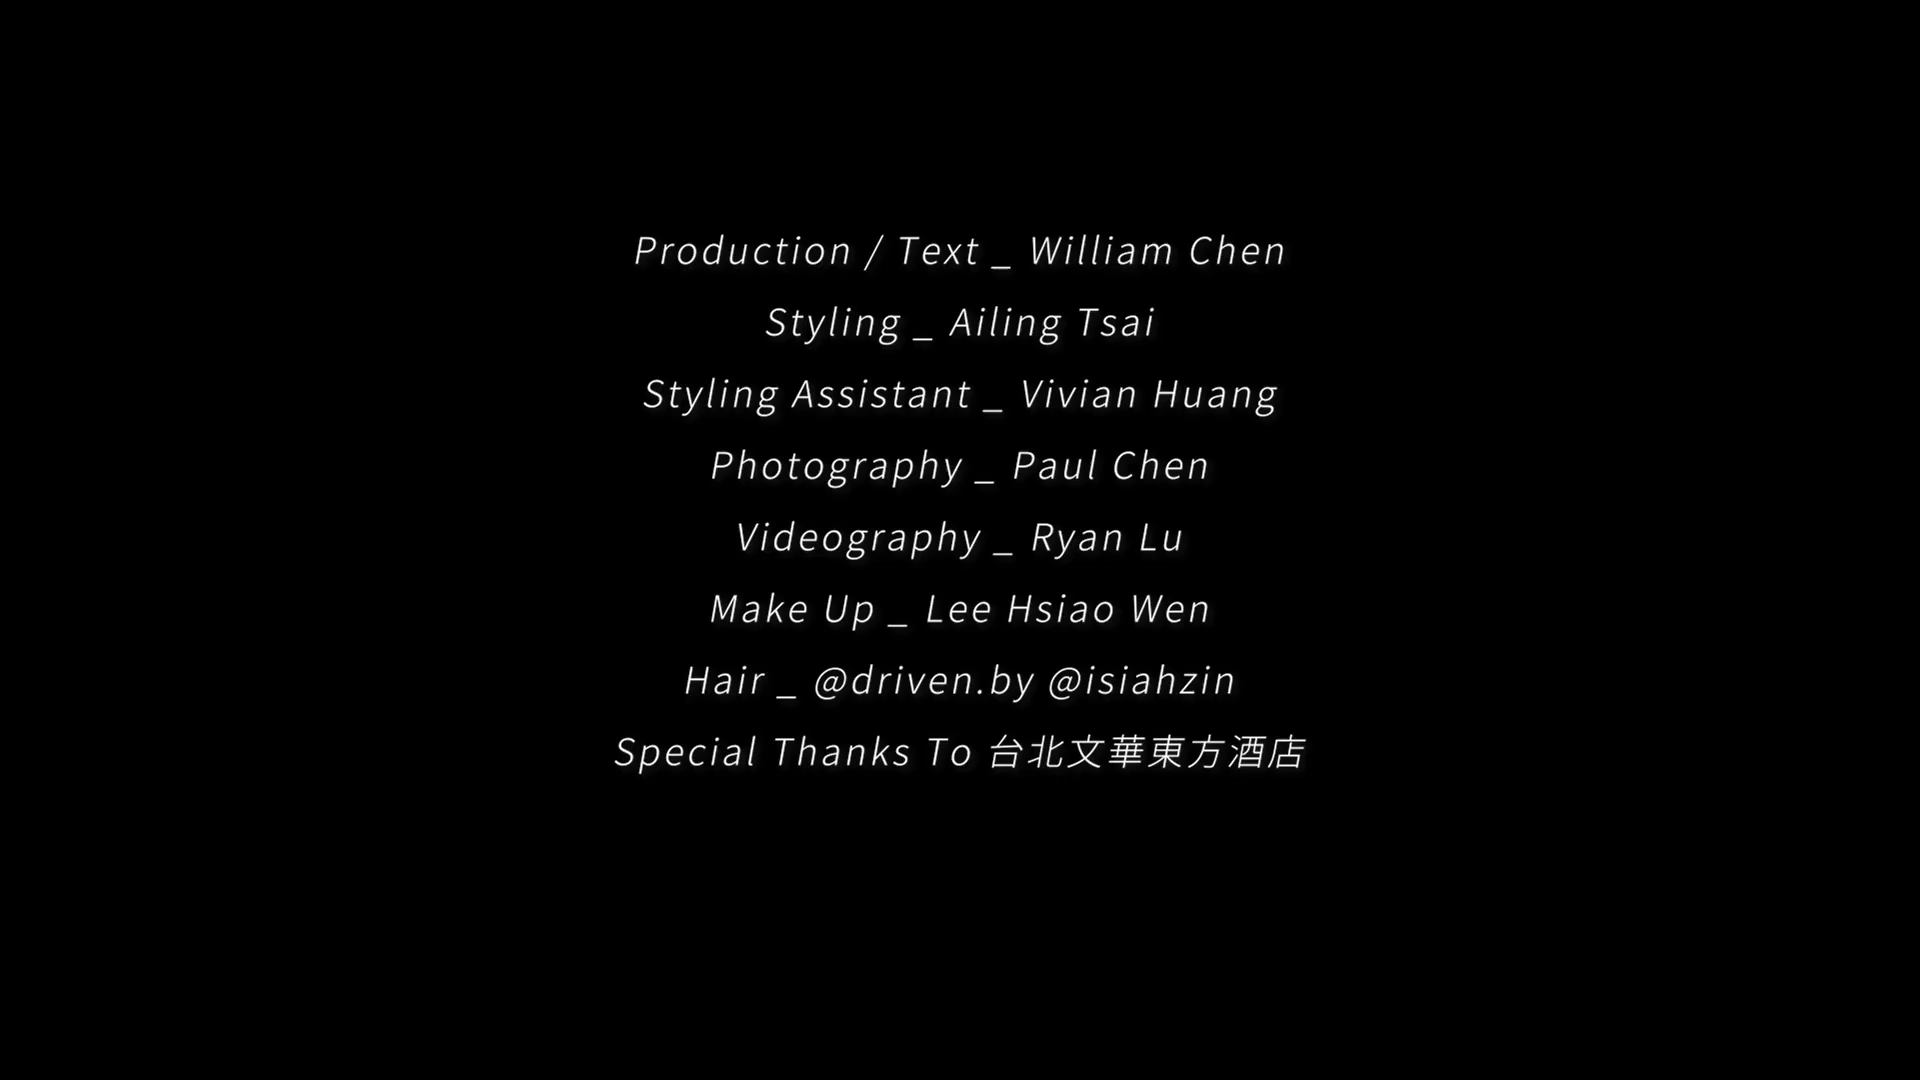 Production / Text _ William Chen
Styling _ Ailing Tsai
Styling Assistant _ Vivian Huang
Photography _ Paul Chen
Videography _ Ryan Lu
Make Up _ Lee Hsiao Wen
Hair _ @driven.by @isiahzin
Special Thanks To 台北文華東方酒店